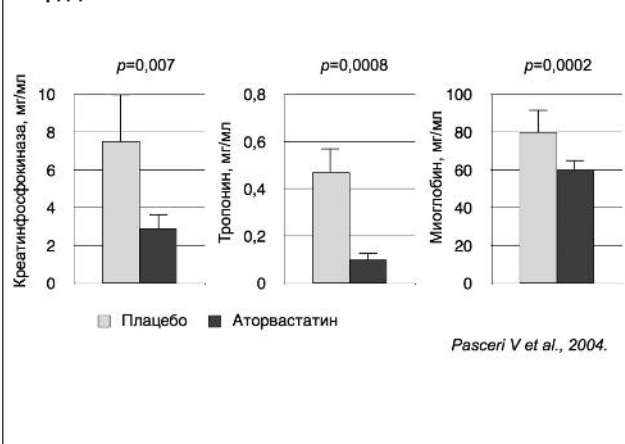 p=0,007
Креатинфосфокиназа, мг/мл
10
8
6
4
2
0
p=0,0008
Тропонин, мг/мл
0,8
0,6
0,4
0,2
0
p=0,0002
Миоглобин, мг/мл
100
80
60
40
20
0
Плацебо Аторвастатин
Pasceri V et al., 2004.